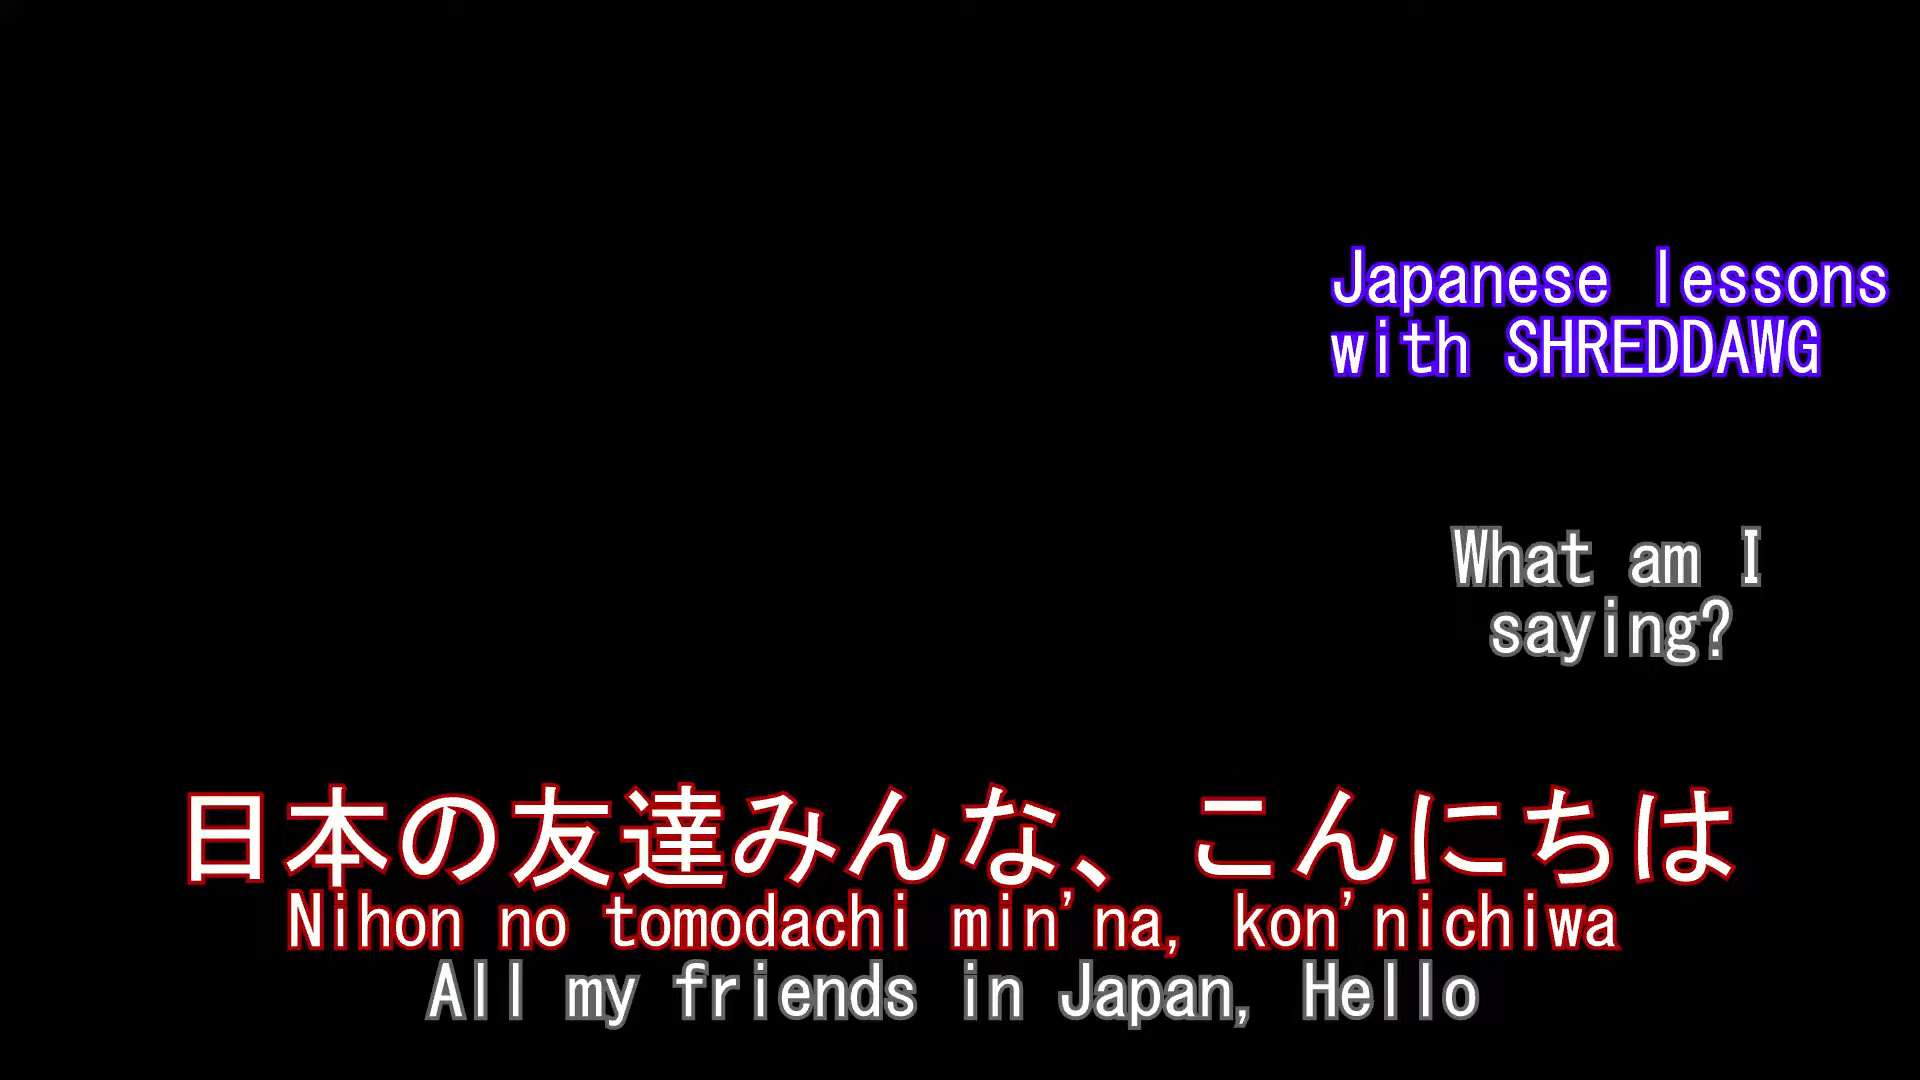 Japanese lessons
with SHREDDAWG
What am I
saying?
日本の友達みんな、こんにちは
Nihon no tomodachi min'na, kon'nichiwa
All my friends in Japan, Hello